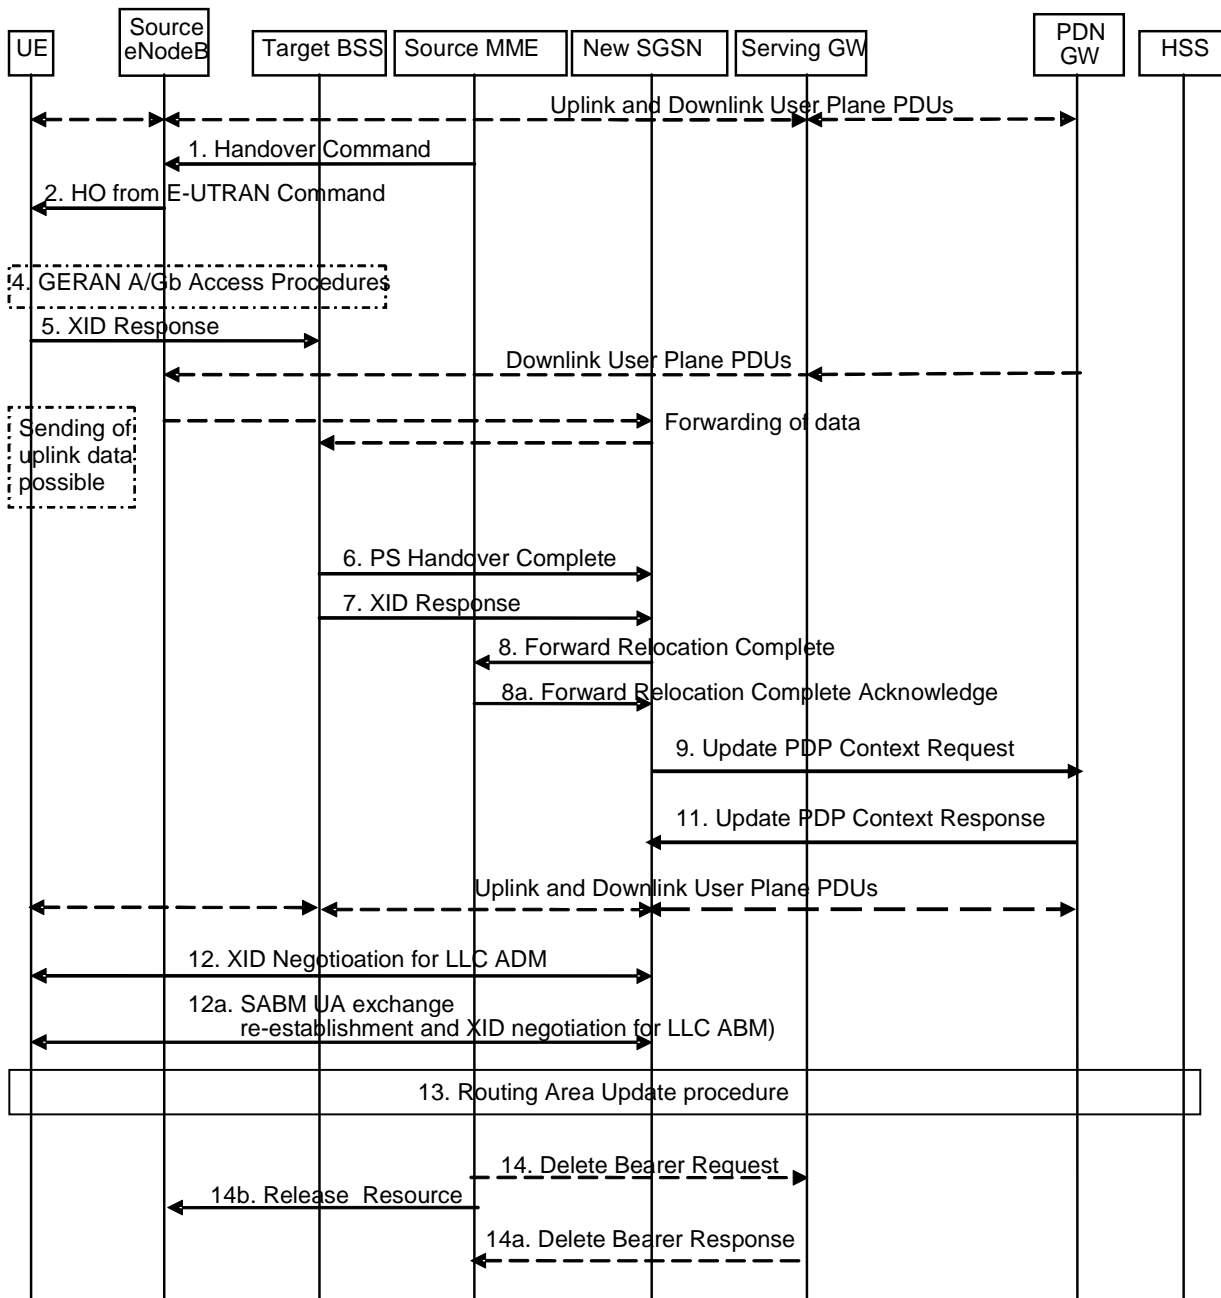 UE
Source
eNodeB
Target BSS
Source MME
New SGSN
Serving GW
PDN
GW
HSS
Uplink and Downlink User Plane PDUs
1. Handover Command
2. HO from E-UTRAN Command
4. GERAN A/Gb Access Procedures
5. XID Response
Downlink User Plane PDUs
Sending of
uplink data
possible
Forwarding of data
6. PS Handover Complete
7. XID Response
8. Forward Relocation Complete
8a. Forward Relocation Complete Acknowledge
9. Update PDP Context Request
11. Update PDP Context Response
Uplink and Downlink User Plane PDUs
12. XID Negotioation for LLC ADM
12a. SABM UA exchange
re-establishment and XID negotiation for LLC ABM)
13. Routing Area Update procedure
14. Delete Bearer Request
14b. Release Resource
14a. Delete Bearer Response